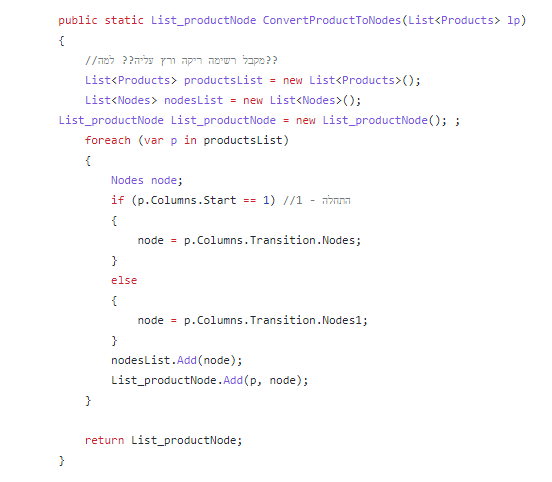 public static List_productNode ConvertProductToNodes(List<Products> lp)
{
//מקבל רשימה ריקה ורץ עליה?? למה??
List<Products> productsList = new List<Products>();
List<Nodes> nodesList = new List<Nodes>();
List_productNode List_productNode = new List_productNode(); ;
foreach (var p in productsList)
{
Nodes node;
if (p.Columns.Start == 1) //1 - התחלה
{
node = p.Columns.Transition.Nodes;
}
else
{
node = p.Columns.Transition.Nodes1;
}
nodesList.Add(node);
List_productNode.Add(p, node);
}
return List_productNode;
}